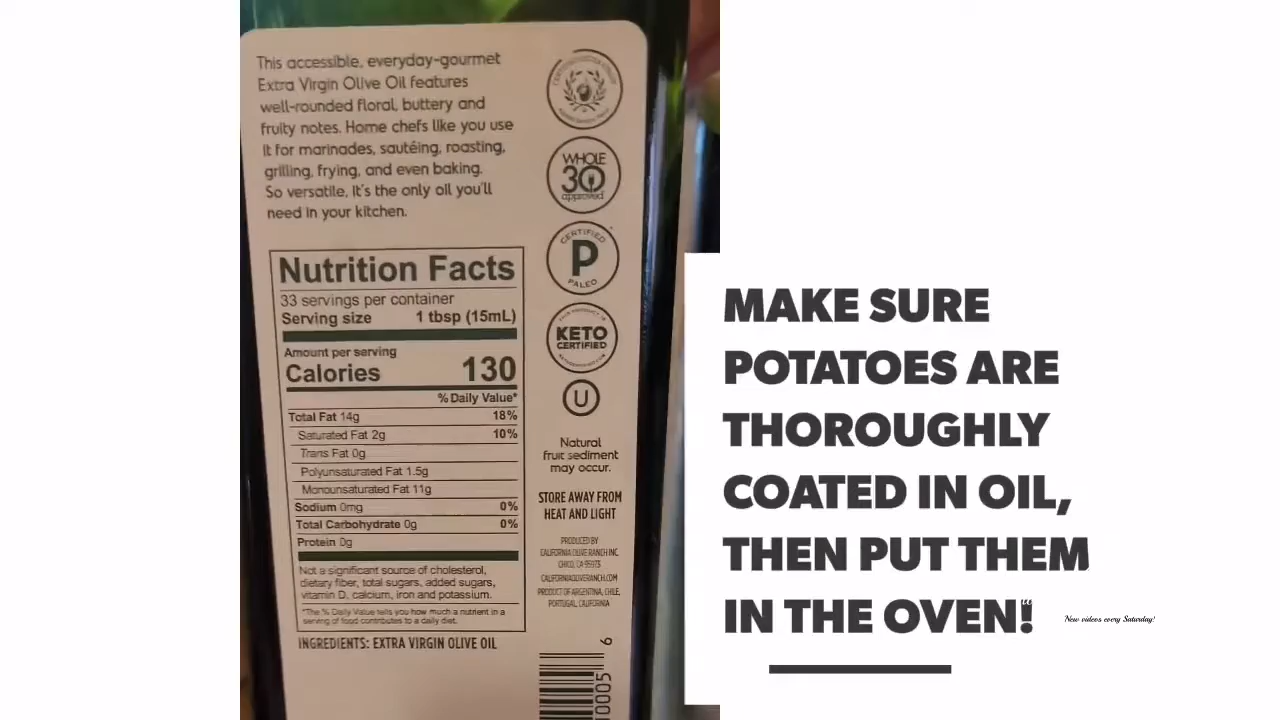 This accessible, everyday-gourmet
Extra Virgin Olive Oil features
well-rounded floral, buttery and
fruity notes. Home chefs like you use
it for marinades, sautéing, roasting,
grilling, frying, and even baking.
So versatile, it's the only oil you'll
need in your kitchen.
Nutrition Facts
33 servings per container
Serving size 1 tbsp (15mL)
Amount per serving
Calories 130
% Daily Value*
Total Fat 14g 18%
Saturated Fat 2g 10%
Trans Fat 0g
Polyunsaturated Fat 1.5g
Monounsaturated Fat 11g
Sodium 0mg 0%
Total Carbohydrate 0g 0%
Protein 0g
Not a significant source of cholesterol,
dietary fiber, total sugars, added sugars,
vitamin D, calcium, iron and potassium.
*The % Daily Value tells you how much a nutrient in a
serving of food contributes to a daily diet.
INGREDIENTS: EXTRA VIRGIN OLIVE OIL
WHOLE
30
approved
CERTIFIED
P
PALEO
KETO
CERTIFIED
U
Natural
fruit sediment
may occur.
STORE AWAY FROM
HEAT AND LIGHT
PRODUCED BY
CALIFORNIA OLIVE RANCH INC.
CHICO, CA 95973
CALIFORNIAOLIVERANCH.COM
PRODUCT OF ARGENTINA, CHILE,
PORTUGAL, CALIFORNIA
MAKE SURE
POTATOES ARE
THOROUGHLY
COATED IN OIL,
THEN PUT THEM
IN THE OVEN!
New videos every Saturday!